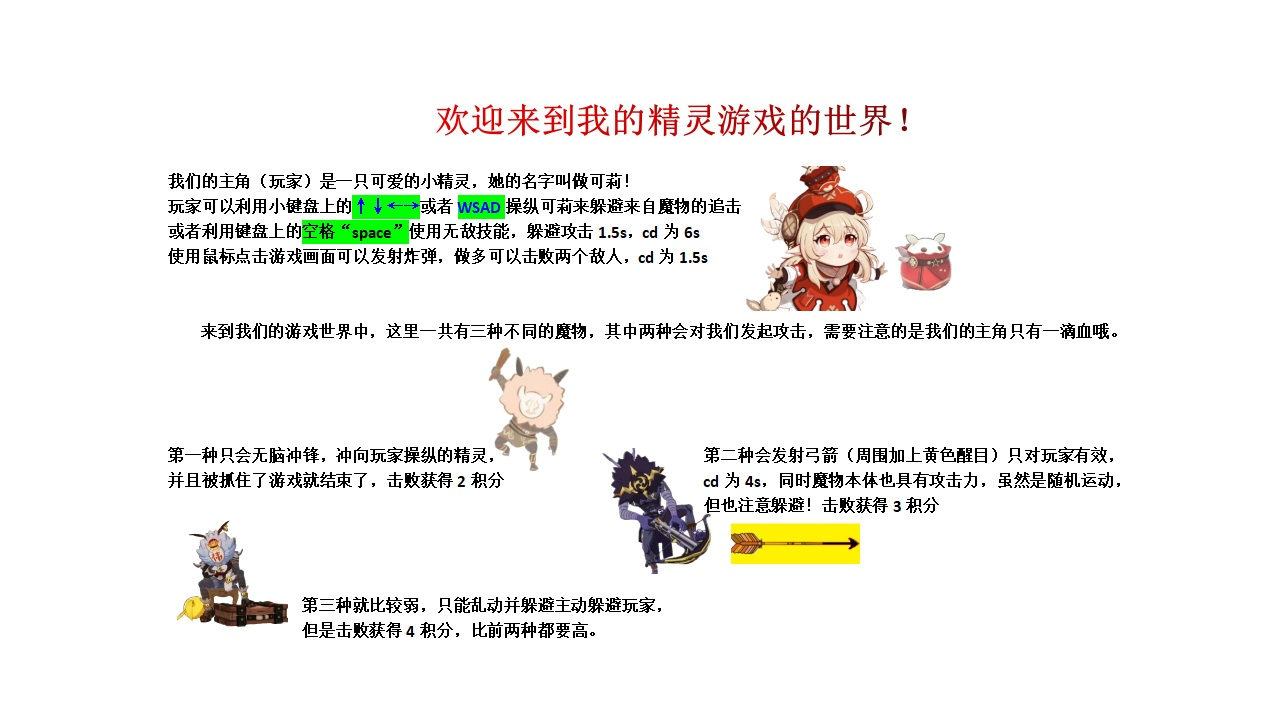 欢迎来到我的精灵游戏的世界！
我们的主角（玩家）是一只可爱的小精灵，她的名字叫做可莉！
玩家可以利用小键盘上的↑↓←→或者 WSAD 操纵可莉来躲避来自魔物的追击
或者利用键盘上的空格“space”使用无敌技能，躲避攻击 1.5s，cd 为 6s
使用鼠标点击游戏画面可以发射炸弹，做多可以击败两个敌人，cd 为 1.5s
来到我们的游戏世界中，这里一共有三种不同的魔物，其中两种会对我们发起攻击，需要注意的是我们的主角只有一滴血哦。
第一种只会无脑冲锋，冲向玩家操纵的精灵，
并且被抓住了游戏就结束了，击败获得 2 积分
第二种会发射弓箭（周围加上黄色醒目）只对玩家有效，
cd 为 4s，同时魔物本体也具有攻击力，虽然是随机运动，
但也注意躲避！击败获得 3 积分
第三种就比较弱，只能乱动并躲避主动躲避玩家，
但是击败获得 4 积分，比前两种都要高。